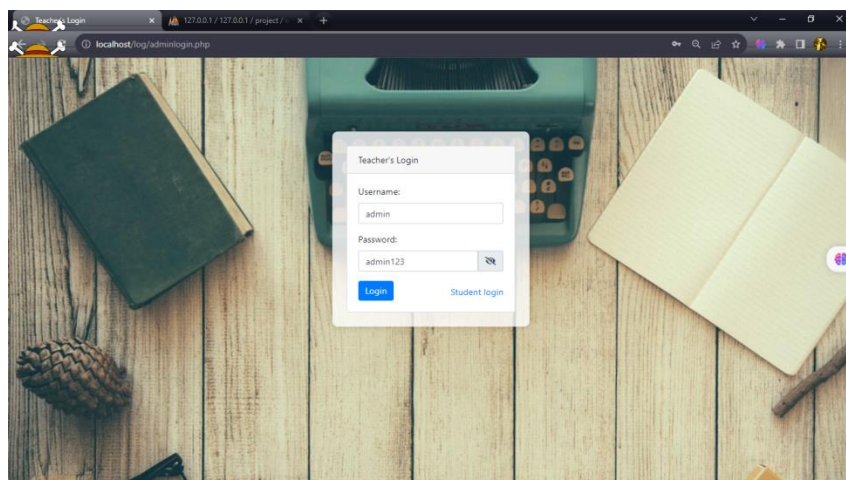 Teacher's Login
127.0.0.1 / 127.0.0.1 / project /
localhost/log/adminlogin.php
Teacher's Login
Username:
admin
Password:
admin123
Login
Student login